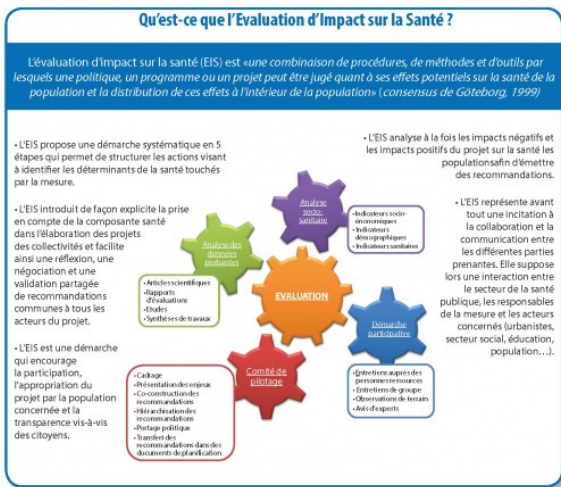 Qu'est-ce que l'Evaluation d'Impact sur la Santé ?
L'évaluation d'impact sur la santé (EIS) est «une combinaison de procédures, de méthodes et d'outils par
lesquels une politique, un programme ou un projet peut être jugé quant à ses effets potentiels sur la santé de la
population et la distribution de ces effets à l'intérieur de la population» (consensus de Göteborg, 1999)
• L'EIS propose une démarche systématique en 5
étapes qui permet de structurer les actions visant
à identifier les déterminants de la santé touchés
par la mesure.
• L'EIS introduit de façon explicite la prise
en compte de la composante santé
dans l'élaboration des projets
des collectivités et facilite
ainsi une réflexion, une
négociation et une
validation partagée
de recommandations
communes à tous les
acteurs du projet.
• L'EIS est une démarche
qui encourage
la participation,
l'appropriation du
projet par la population
concernée et la
transparence vis-à-vis
des citoyens.
• L'EIS analyse à la fois les impacts négatifs et
les impacts positifs du projet sur la santé les
populationsafin d'émettre
des recommandations.
• L'EIS représente avant
tout une incitation à
la collaboration et la
communication entre
les différentes parties
prenantes. Elle suppose
lors une interaction entre
le secteur de la santé
publique, les responsables
de la mesure et les acteurs
concernés (urbanistes,
secteur social, éducation,
population…).
Analyse
socio-
sanitaire
• Indicateurs socio-
économiques
• Indicateurs
démographiques
• Indicateurs sanitaires
Analyse des
données
probantes
• Articles scientifiques
• Rapports
d'évaluations
• Etudes
• Synthèses de travaux
EVALUATION
Démarche
participative
• Entretiens auprès des
personnes ressources
• Entretiens de groupe
• Observations de terrain
• Avis d'experts
Comité de
pilotage
• Cadrage
• Présentation des enjeux
• Co-construction des
recommandations
• Hiérarchisation des
recommandations
• Portage politique
• Transfert des
recommandations dans des
documents de planification